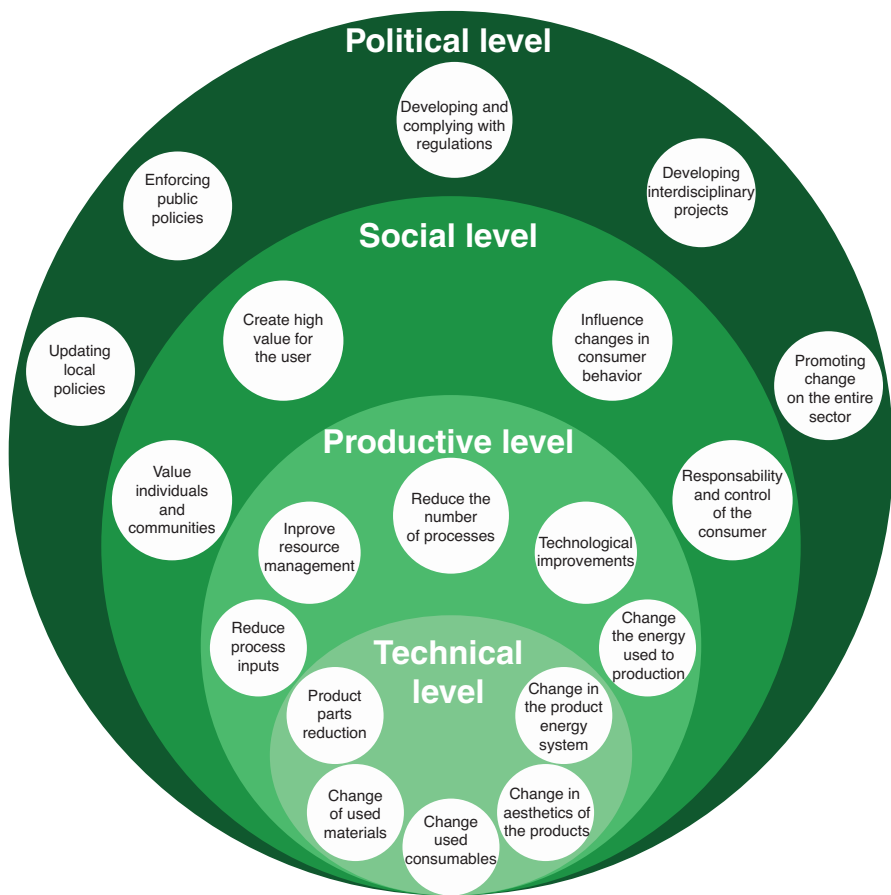 Political level
Developing and
complying with
regulations
Enforcing
public
policies
Developing
interdisciplinary
projects
Updating
local
policies
Promoting
change
on the entire
sector
Social level
Create high
value for
the user
Influence
changes in
consumer
behavior
Value
individuals
and
communities
Responsability
and control
of the
consumer
Productive level
Reduce the
number
of processes
Inprove
resource
management
Technological
improvements
Reduce
process
inputs
Change
the energy
used to
production
Technical
level
Product
parts
reduction
Change in
the product
energy
system
Change
of used
materials
Change
used
consumables
Change in
aesthetics of
the products